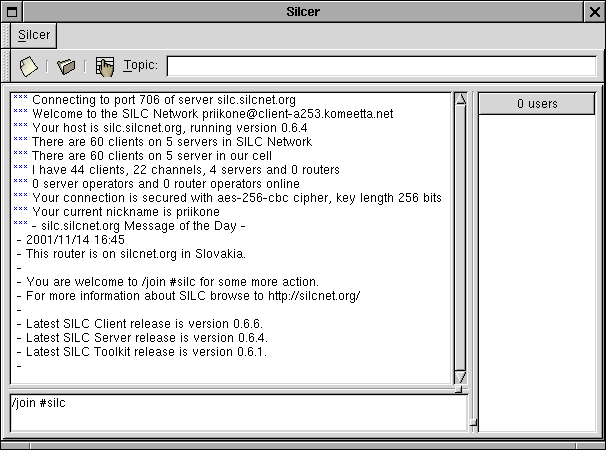 Silcer
Silcer
Topic:
*** Connecting to port 706 of server silc.silcnet.org
*** Welcome to the SILC Network priikone@client-a253.kometta.net
*** Your host is silc.silcnet.org, running version 0.6.4
*** There are 60 clients on 5 servers in SILC Network
*** There are 60 clients on 5 server in our cell
*** I have 44 clients, 22 channels, 4 servers and 0 routers
*** 0 server operators and 0 router operators online
*** Your connection is secured with aes-256-cbc cipher, key length 256 bits
*** Your current nickname is priikone
*** - silc.silcnet.org Message of the Day -
- 2001/11/14 16:45
- This router is on silcnet.org in Slovakia.
-
- You are welcome to /join #silc for some more action.
- For more information about SILC browse to http://silcnet.org/
-
- Latest SILC Client release is version 0.6.6.
- Latest SILC Server release is version 0.6.4.
- Latest SILC Toolkit release is version 0.6.1.
-
0 users
/join #silc